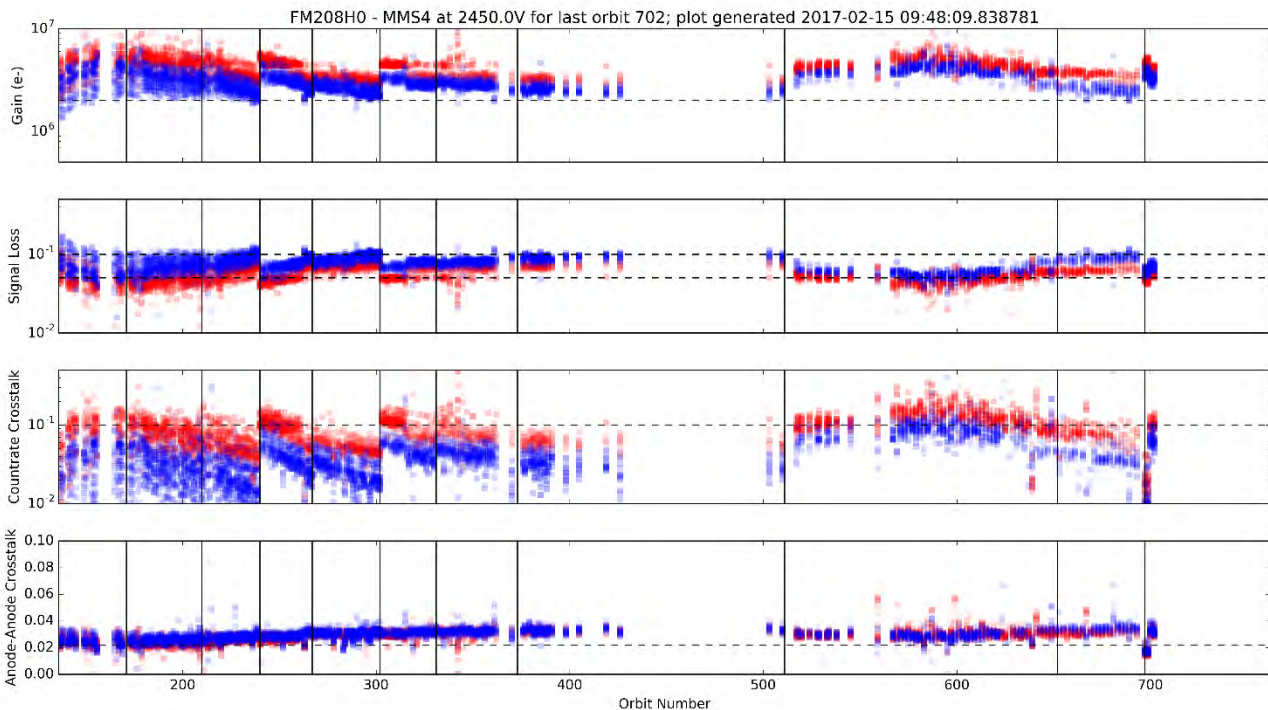 FM208H0 - MMS4 at 2450.0V for last orbit 702; plot generated 2017-02-15 09:48:09.838781
Gain (e-)
10^7
10^6
Signal Loss
10^-1
10^-2
Countrate Crosstalk
10^-1
10^-2
Anode-Anode Crosstalk
0.10
0.08
0.06
0.04
0.02
0.00
200 300 400 500 600 700
Orbit Number